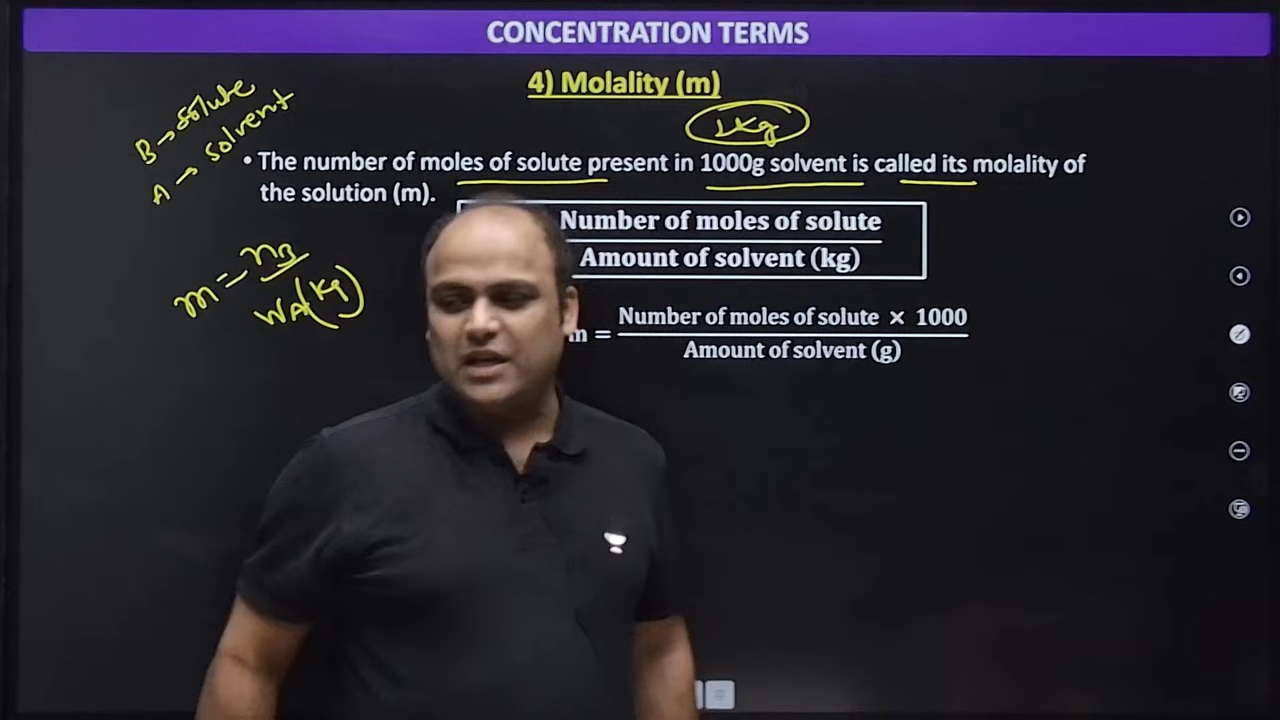 CONCENTRATION TERMS
4) Molality (m)
B → solute
A → solvent
1kg
• The number of moles of solute present in 1000g solvent is called its molality of
the solution (m).
Number of moles of solute
Amount of solvent (kg)
m = nB
WA(kg)
m = Number of moles of solute × 1000
Amount of solvent (g)